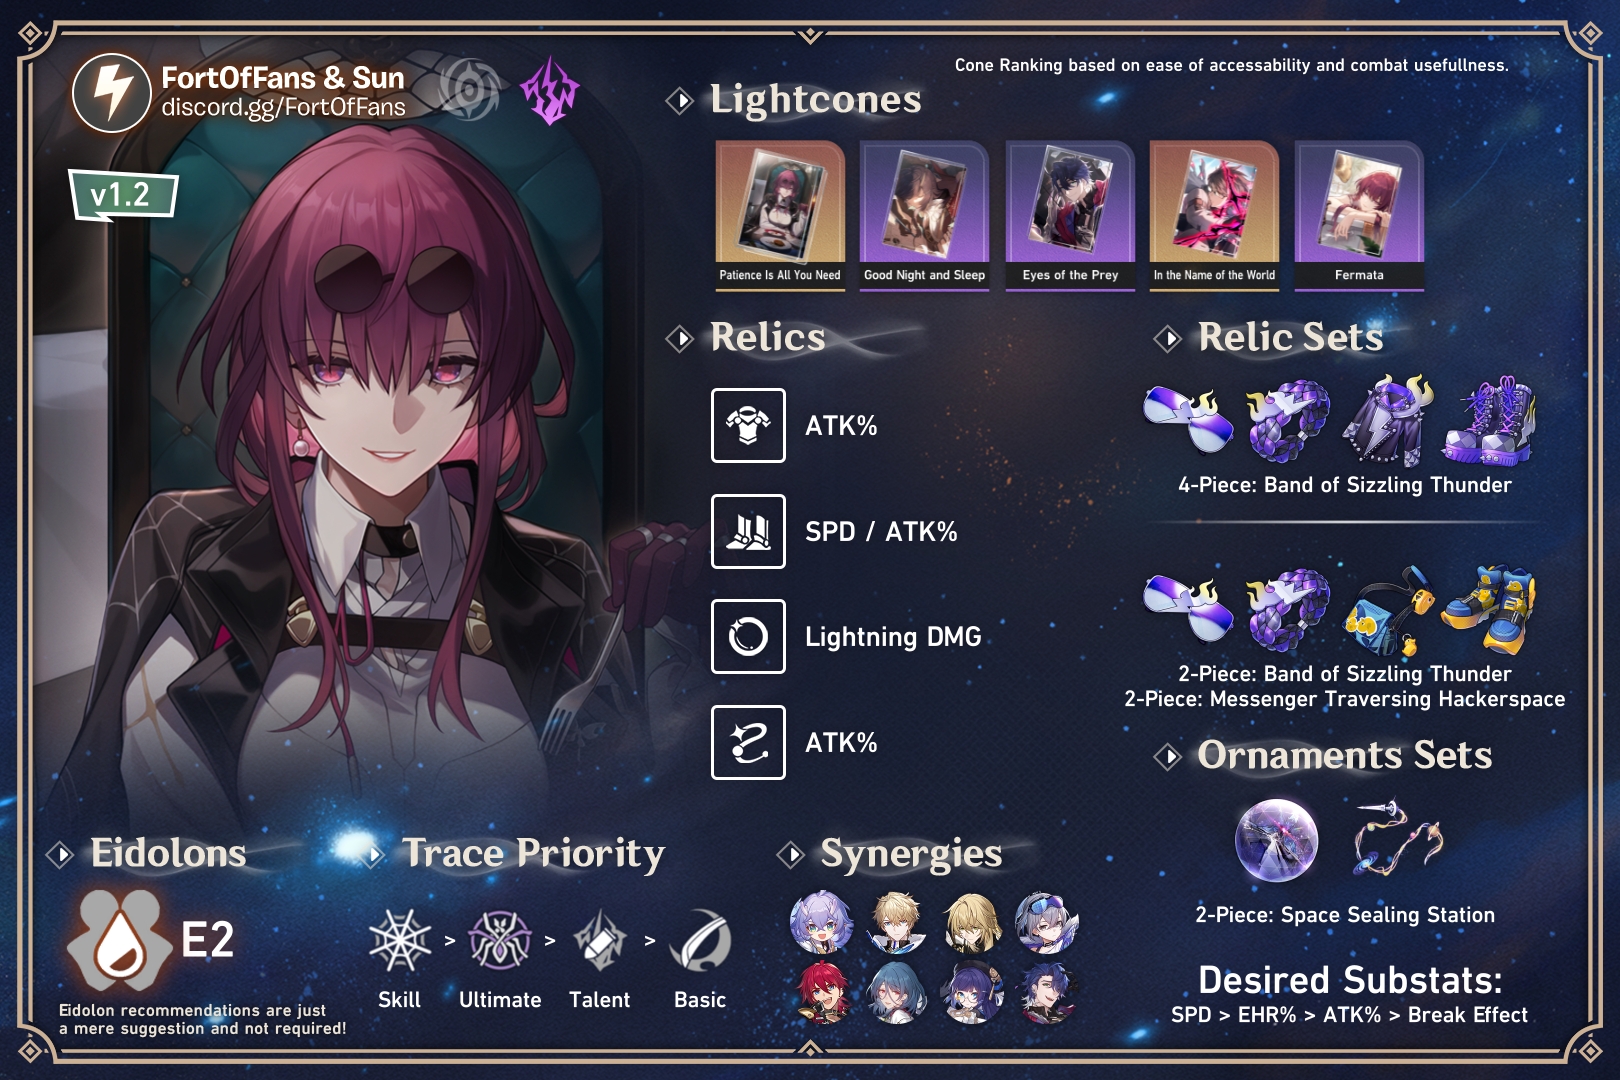 FortOfFans & Sun
discord.gg/FortOfFans
v1.2
Cone Ranking based on ease of accessability and combat usefullness.
Lightcones
Patience Is All You Need
Good Night and Sleep
Eyes of the Prey
In the Name of the World
Fermata
Relics
ATK%
SPD / ATK%
Lightning DMG
ATK%
Relic Sets
4-Piece: Band of Sizzling Thunder
2-Piece: Band of Sizzling Thunder
2-Piece: Messenger Traversing Hackerspace
Ornaments Sets
2-Piece: Space Sealing Station
Desired Substats:
SPD > EHR% > ATK% > Break Effect
Eidolons
E2
Eidolon recommendations are just
a mere suggestion and not required!
Trace Priority
> > >
Skill Ultimate Talent Basic
Synergies